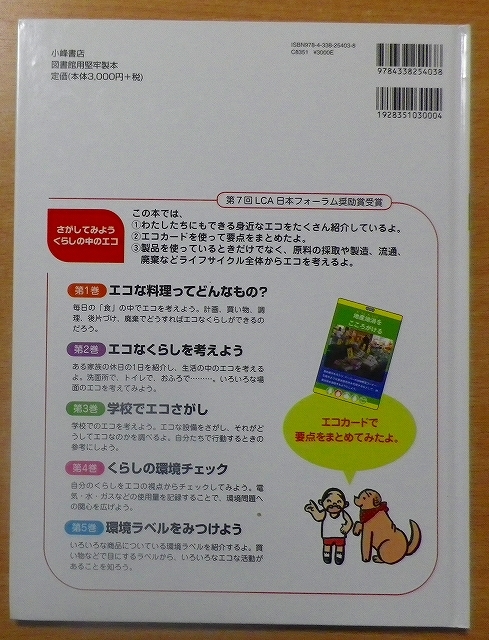 小峰書店
図書館用堅牢製本
定価(本体3,000円+税)
ISBN978-4-338-25403-8
C8351 ¥3000E
9784338254038
1928351030004
第7回LCA日本フォーラム奨励賞受賞
さがしてみよう
くらしの中のエコ
この本では、
①わたしたちにもできる身近なエコをたくさん紹介しているよ。
②エコカードを使って要点をまとめたよ。
③製品を使っているときだけでなく、原料の採取や製造、流通、
廃棄などライフサイクル全体からエコを考えるよ。
第1巻 エコな料理ってどんなもの?
毎日の「食」の中でエコを考えよう。計画、買い物、調
理、後片づけ、廃棄でどうすればエコなくらしができるの
だろう。
第2巻 エコなくらしを考えよう
ある家族の休日の1日を紹介し、生活の中のエコを考える
よ。洗面所で、トイレで、おふろで………。いろいろな場
面のエコを考えてみよう。
第3巻 学校でエコさがし
学校でのエコを考えよう。エコな設備をさがし、それがど
うしてエコなのかを調べるよ。自分たちで行動するときの
参考にしよう。
第4巻 くらしの環境チェック
自分のくらしをエコの視点からチェックしてみよう。電
気・水・ガスなどの使用量を記録することで、環境問題へ
の関心を広げよう。
第5巻 環境ラベルをみつけよう
いろいろな商品についている環境ラベルを紹介するよ。買
い物などで目にするラベルから、いろいろなエコな活動が
あることを知ろう。
地産地消を
こころがける
エコカードで
要点をまとめてみたよ。